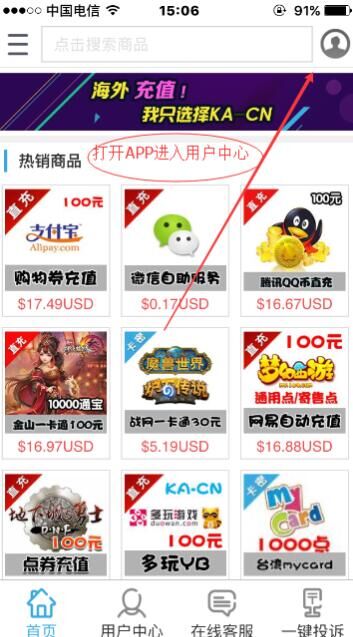 中国电信 15:06 91%
点击搜索商品
海外 充值！
我只选择KA-CN
热销商品
打开APP进入用户中心
直充 100元
支付宝
Alipay.com
购物券充值
$17.49USD
直充
微信自助服务
$0.17USD
直充 100元
腾讯QQ币直充
$16.67USD
直充
10000通宝
金山一卡通100元
$16.97USD
卡密
魔兽世界
炉石传说
战网一卡通30元
$5.19USD
直充 100元
梦幻西游
通用点/寄售点
网易自动充值
$16.88USD
直充
地下城与勇士
D·N·F
100元
点券充值
直充
KA-CN
多玩游戏
duowan.com
100元
多玩YB
卡密
My Card
1000点
台湾mycard
首页
用户中心
在线客服
一键投诉